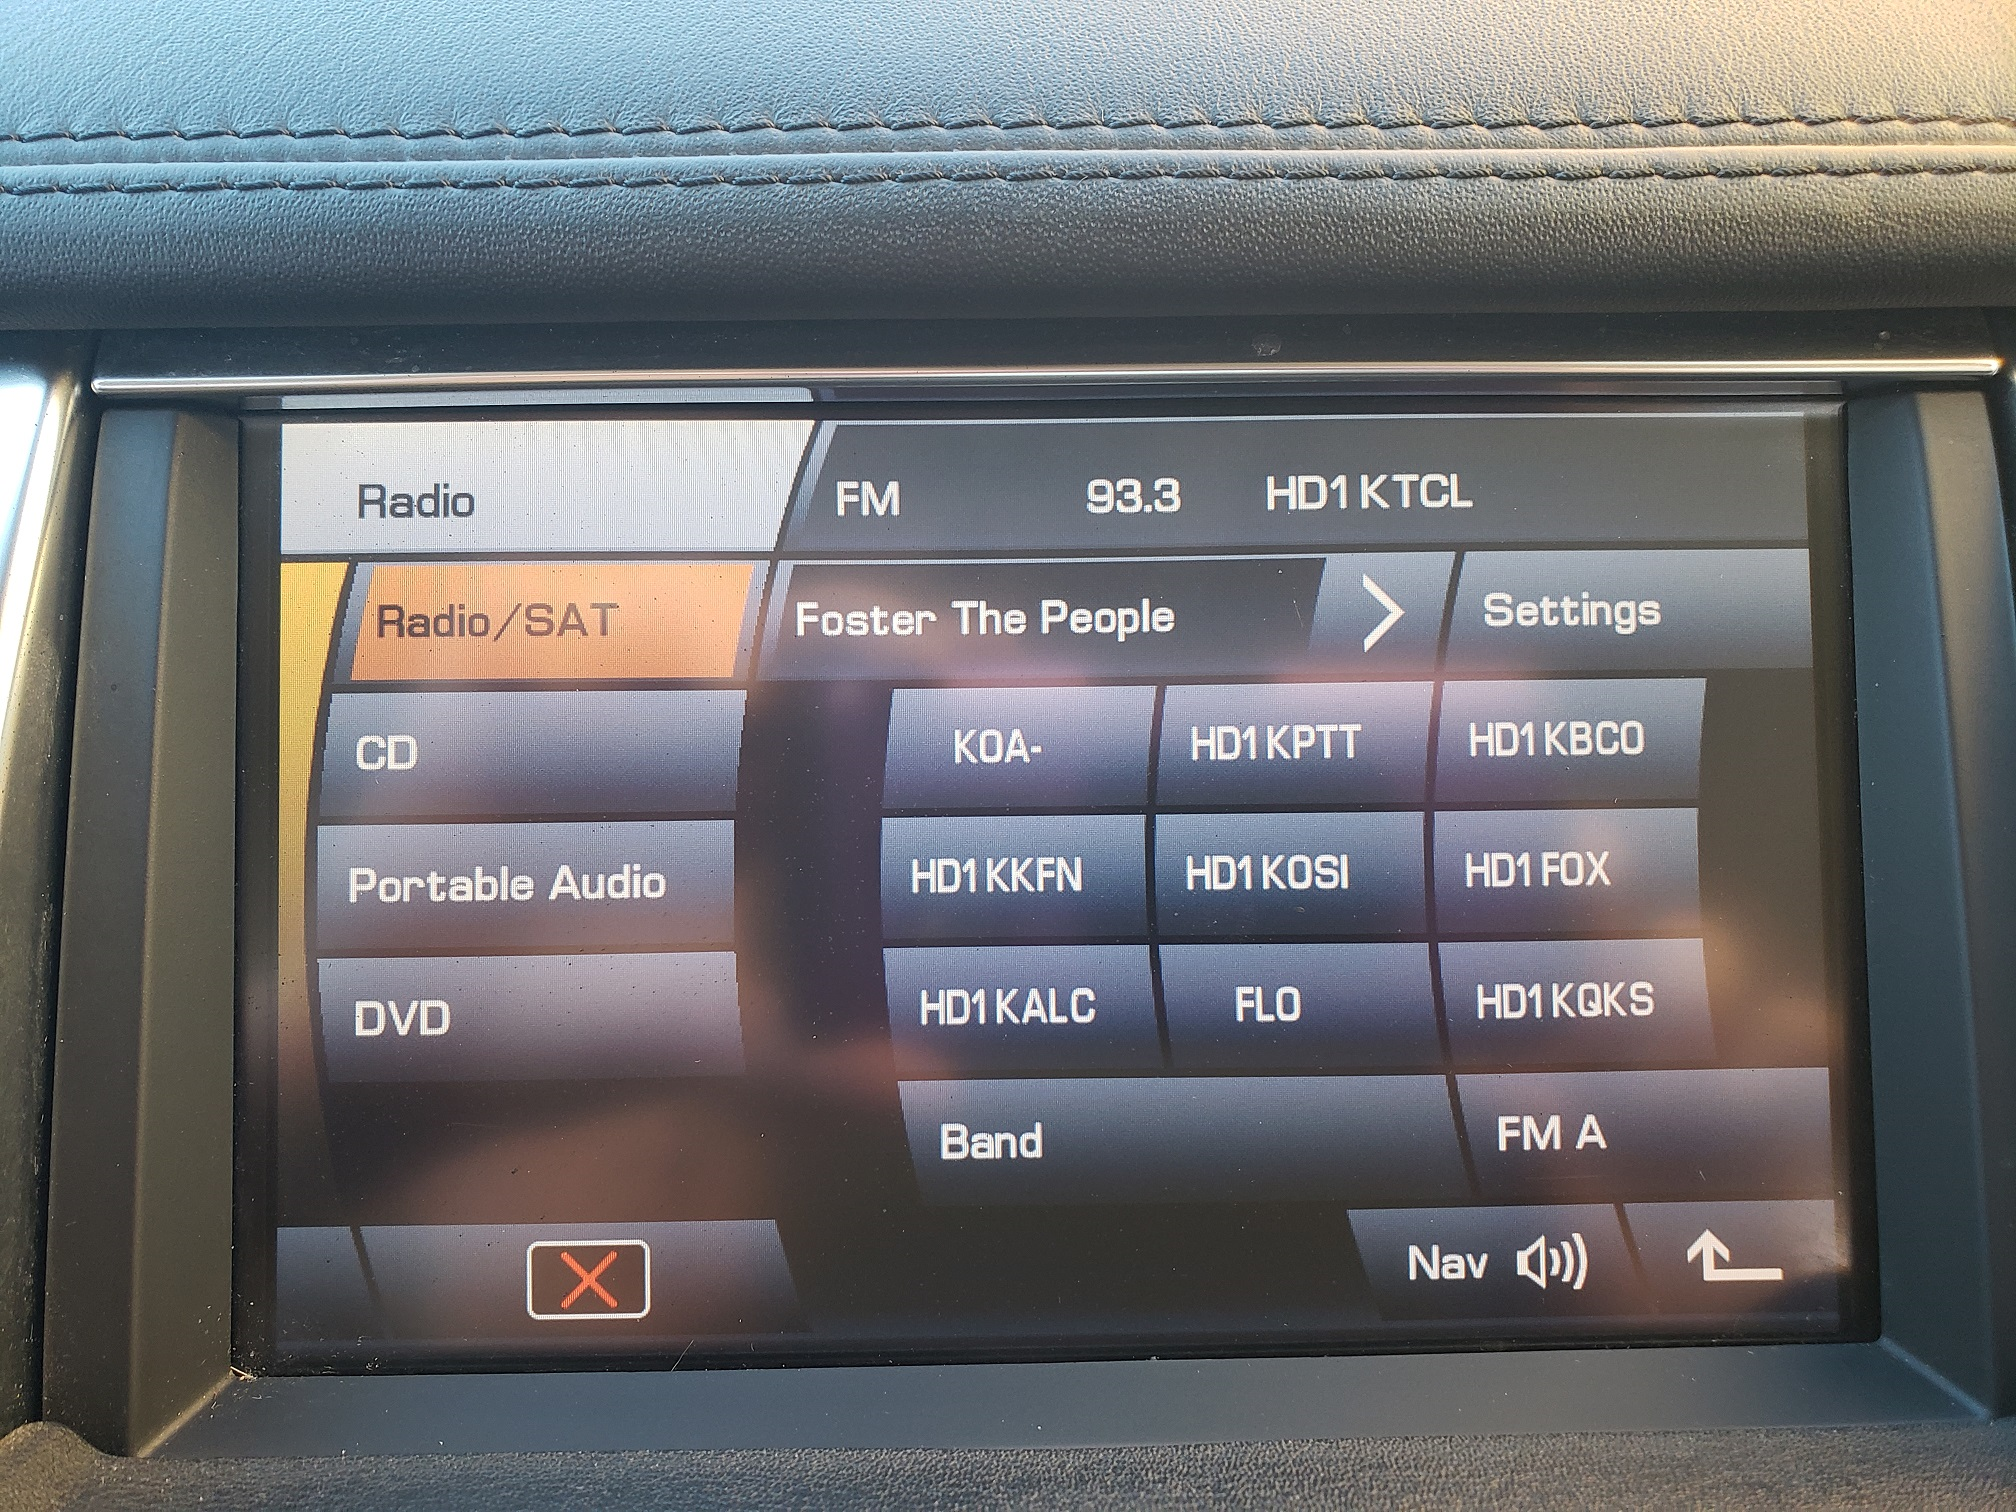 Radio FM 93.3 HD1 KTCL
Radio/SAT Foster The People Settings
CD KOA- HD1 KPTT HD1 KBCO
Portable Audio HD1 KKFN HD1 KOSI HD1 FOX
DVD HD1 KALC FLO HD1 KQKS
Band FM A
Nav